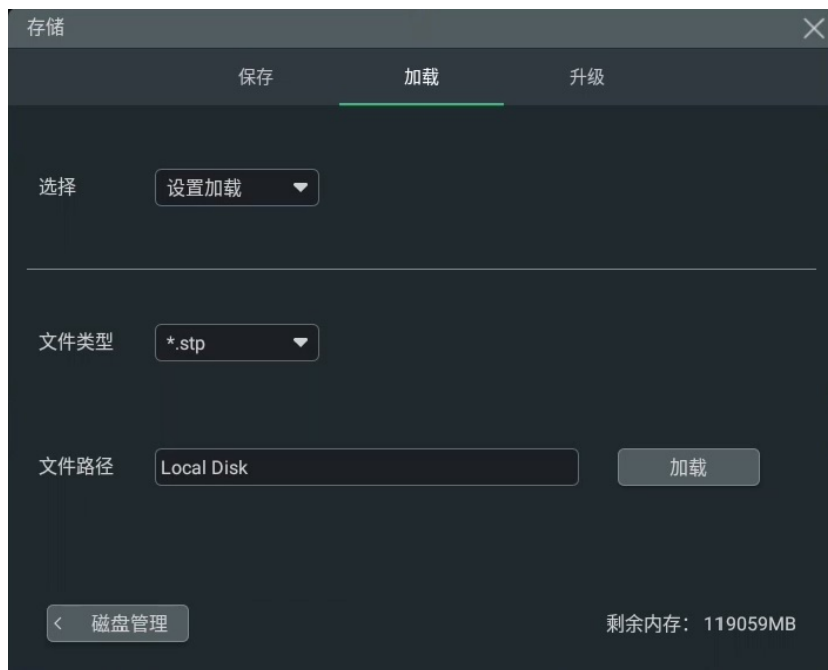 存储
保存 加载 升级
选择 设置加载
文件类型 *.stp
文件路径 Local Disk 加载
磁盘管理 剩余内存： 119059MB